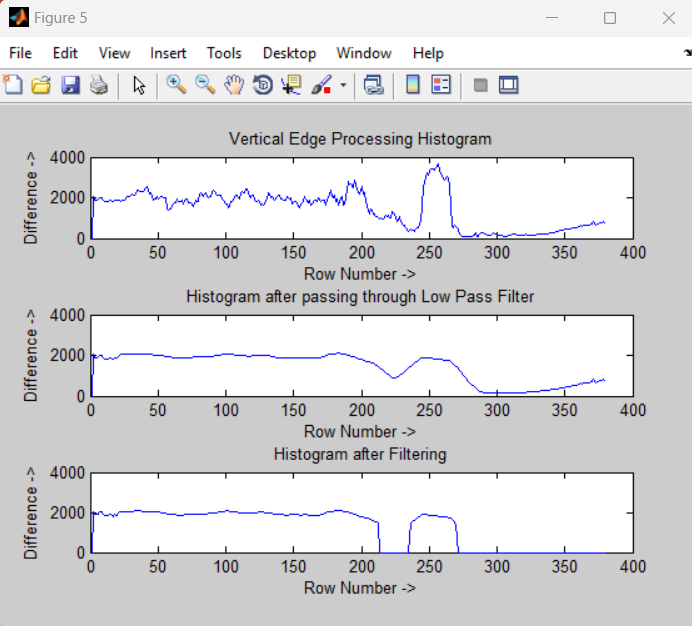 Figure 5
File Edit View Insert Tools Desktop Window Help
Vertical Edge Processing Histogram
4000
2000
0
Difference ->
0 50 100 150 200 250 300 350 400
Row Number ->
Histogram after passing through Low Pass Filter
4000
2000
0
Difference ->
0 50 100 150 200 250 300 350 400
Row Number ->
Histogram after Filtering
4000
2000
0
Difference ->
0 50 100 150 200 250 300 350 400
Row Number ->